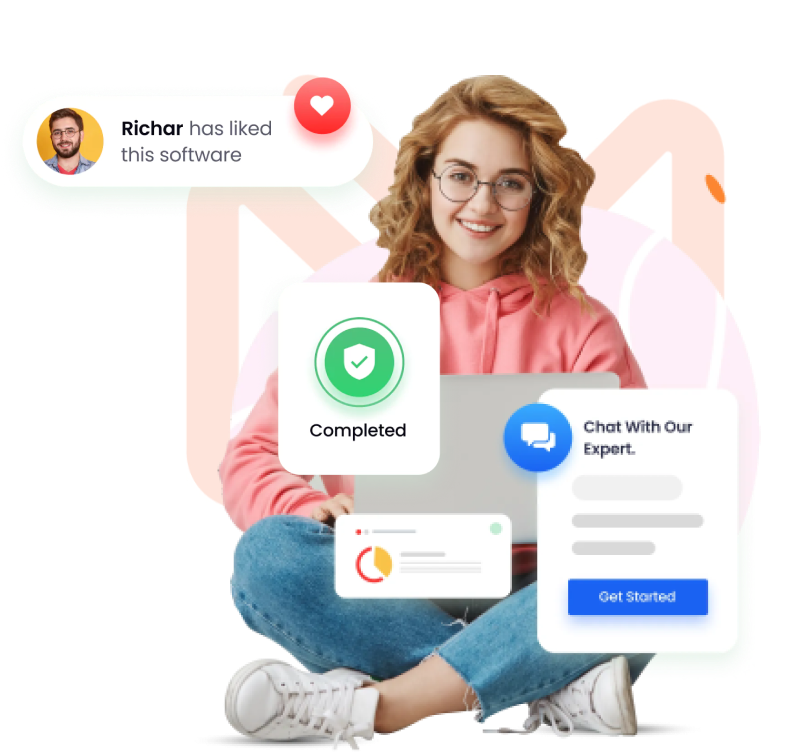 Richar has liked
this software
Completed
Chat With Our
Expert.
Get Started